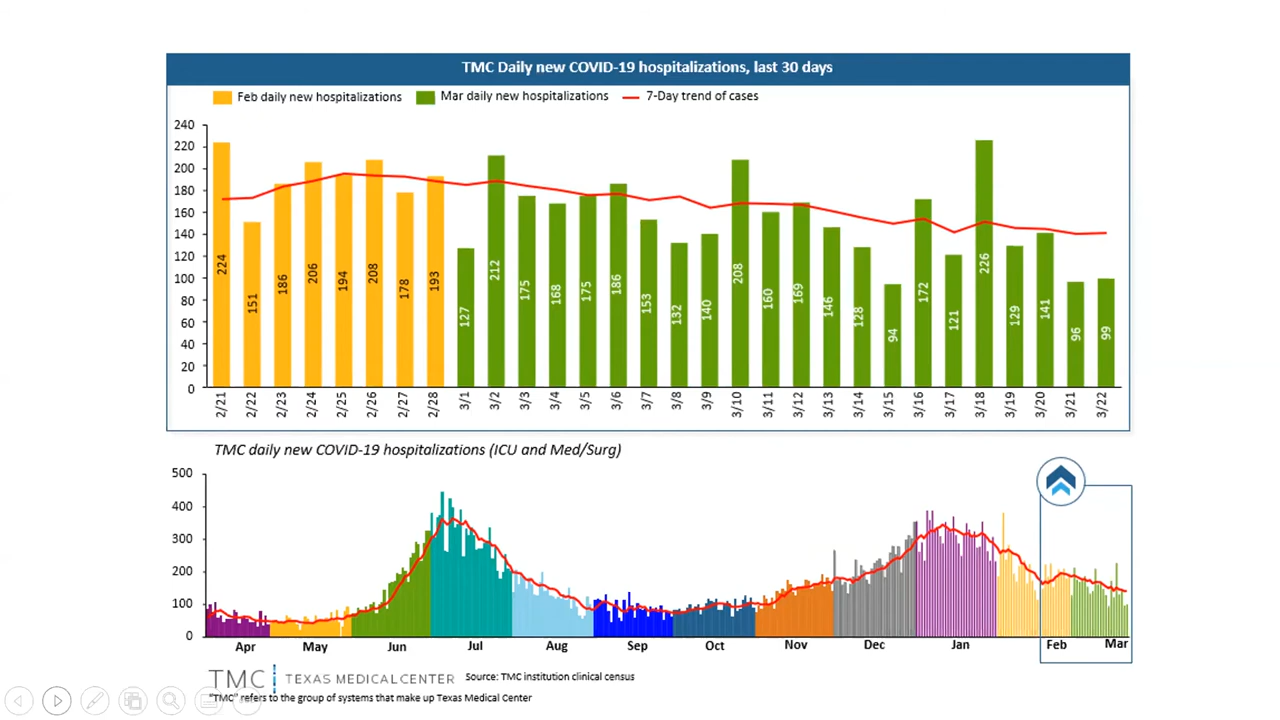 TMC Daily new COVID-19 hospitalizations, last 30 days
Feb daily new hospitalizations Mar daily new hospitalizations 7-Day trend of cases
240
220
200
180
160
140
120
100
80
60
40
20
0
224 151 186 206 194 208 178 193 127 212 175 168 175 186 153 132 140 208 160 169 146 128 94 172 121 226 129 141 96 99
2/21 2/22 2/23 2/24 2/25 2/26 2/27 2/28 3/1 3/2 3/3 3/4 3/5 3/6 3/7 3/8 3/9 3/10 3/11 3/12 3/13 3/14 3/15 3/16 3/17 3/18 3/19 3/20 3/21 3/22
TMC daily new COVID-19 hospitalizations (ICU and Med/Surg)
500
400
300
200
100
0
Apr May Jun Jul Aug Sep Oct Nov Dec Jan Feb Mar
TMC TEXAS MEDICAL CENTER Source: TMC institution clinical census
"TMC" refers to the group of systems that make up Texas Medical Center